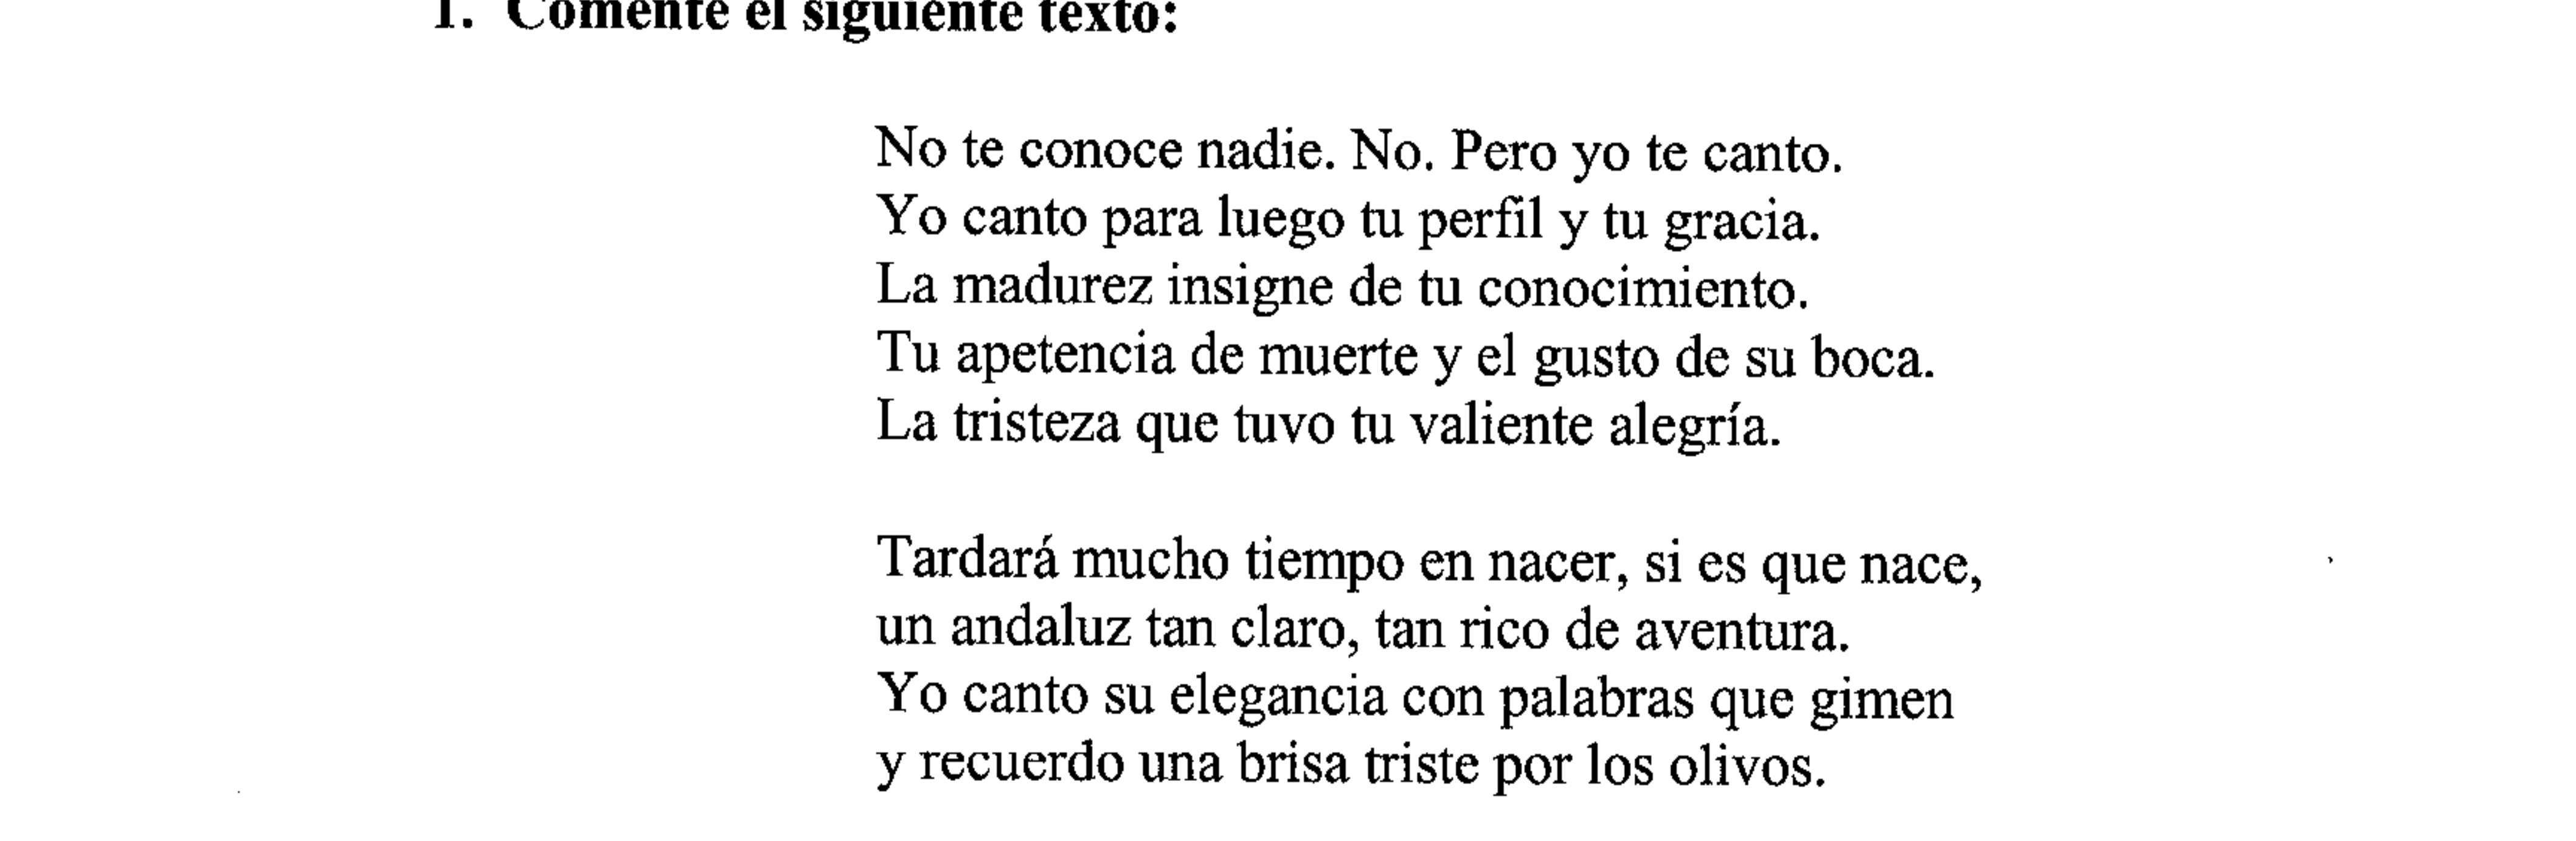 1. Comente el siguiente texto:
No te conoce nadie. No. Pero yo te canto.
Yo canto para luego tu perfil y tu gracia.
La madurez insigne de tu conocimiento.
Tu apetencia de muerte y el gusto de su boca.
La tristeza que tuvo tu valiente alegría.
Tardará mucho tiempo en nacer, si es que nace,
un andaluz tan claro, tan rico de aventura.
Yo canto su elegancia con palabras que gimen
y recuerdo una brisa triste por los olivos.